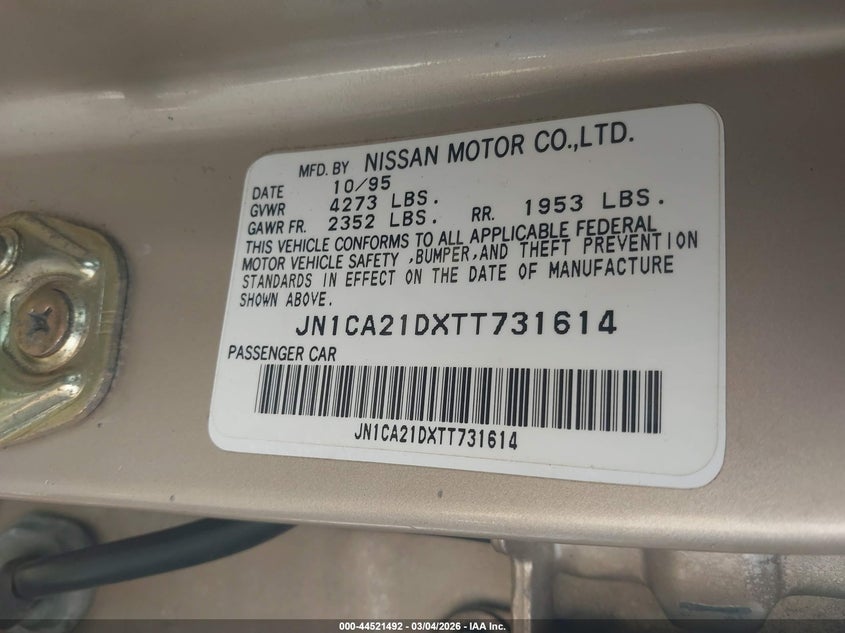 MFD. BY NISSAN MOTOR CO.,LTD.
DATE 10/95
GVWR 4273 LBS.
GAWR FR. 2352 LBS. RR. 1953 LBS.
THIS VEHICLE CONFORMS TO ALL APPLICABLE FEDERAL
MOTOR VEHICLE SAFETY ,BUMPER,AND THEFT PREVENTION
STANDARDS IN EFFECT ON THE DATE OF MANUFACTURE
SHOWN ABOVE.
JN1CA21DXTT731614
PASSENGER CAR
JN1CA21DXTT731614
000-44521492 - 03/04/2026 - IAA Inc.